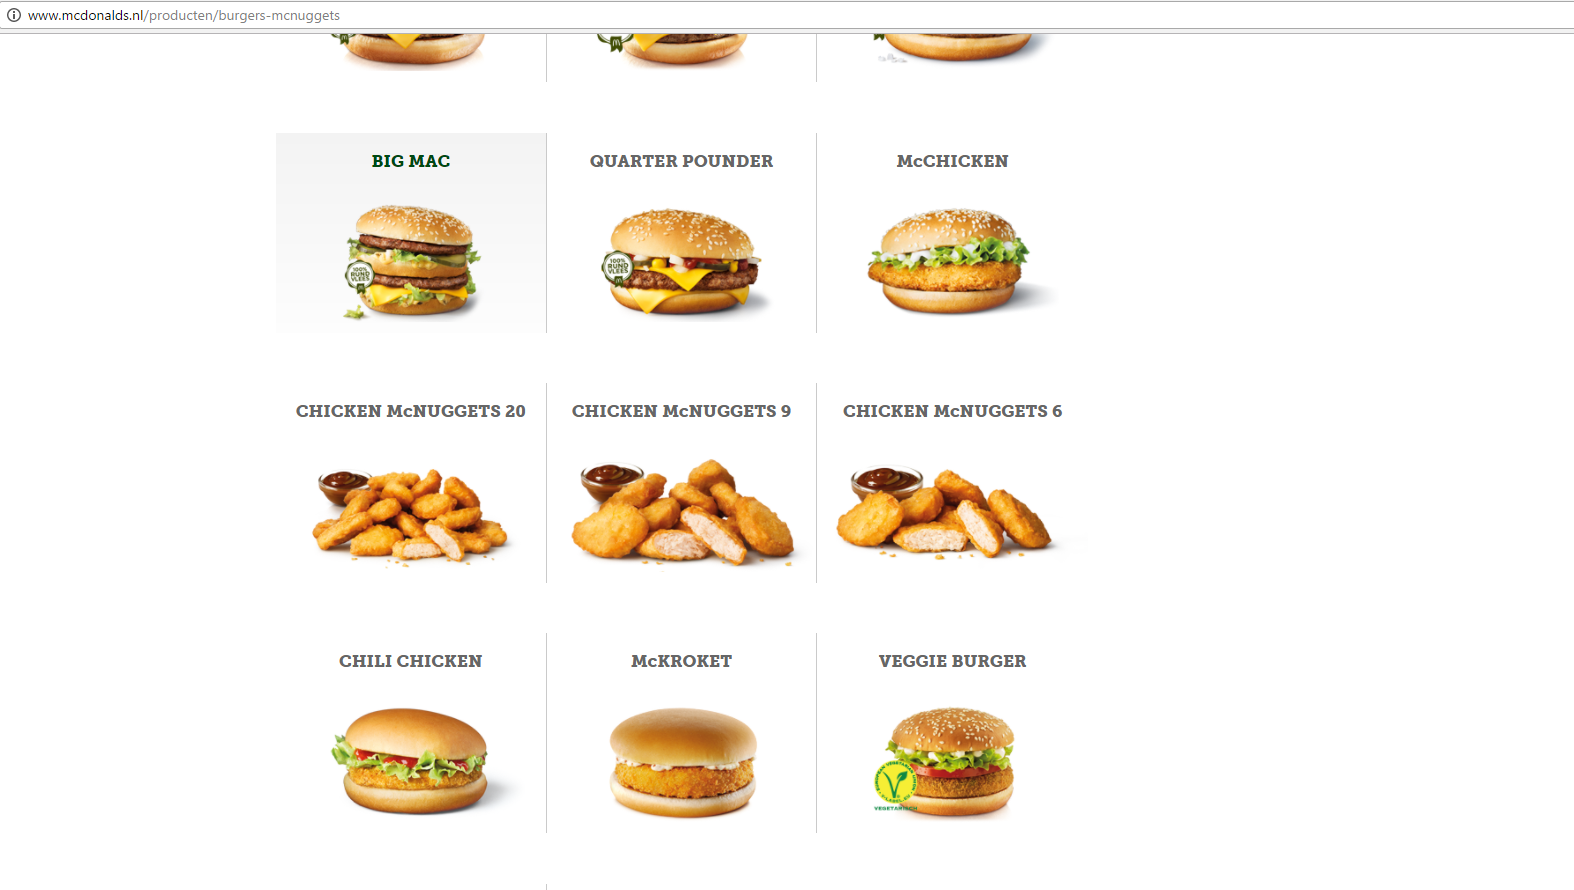 www.mcdonalds.nl/producten/burgers-mcnuggets
BIG MAC
QUARTER POUNDER
McCHICKEN
100%
RUND
VLEES
100%
RUND
VLEES
CHICKEN McNUGGETS 20
CHICKEN McNUGGETS 9
CHICKEN McNUGGETS 6
CHILI CHICKEN
McKROKET
VEGGIE BURGER
VEGETARISCH